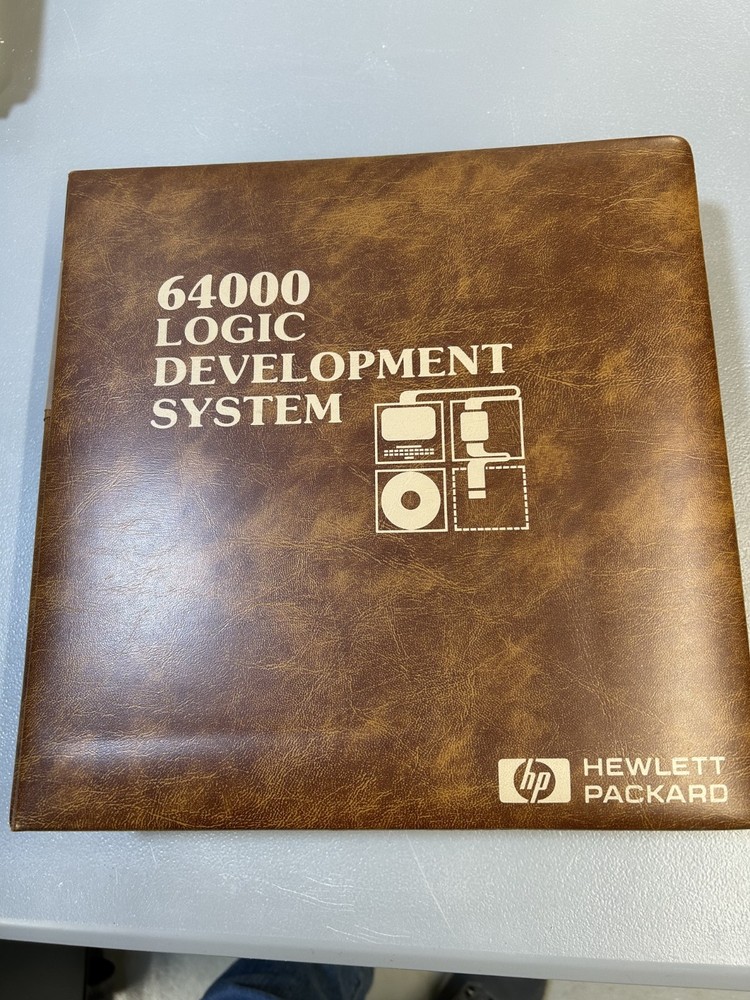 64000
LOGIC
DEVELOPMENT
SYSTEM
hp HEWLETT
PACKARD